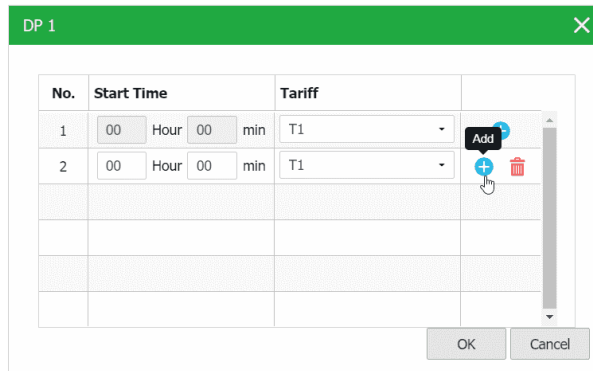 DP 1
No. Start Time Tariff
1 00 Hour 00 min T1
Add
2 00 Hour 00 min T1
OK Cancel